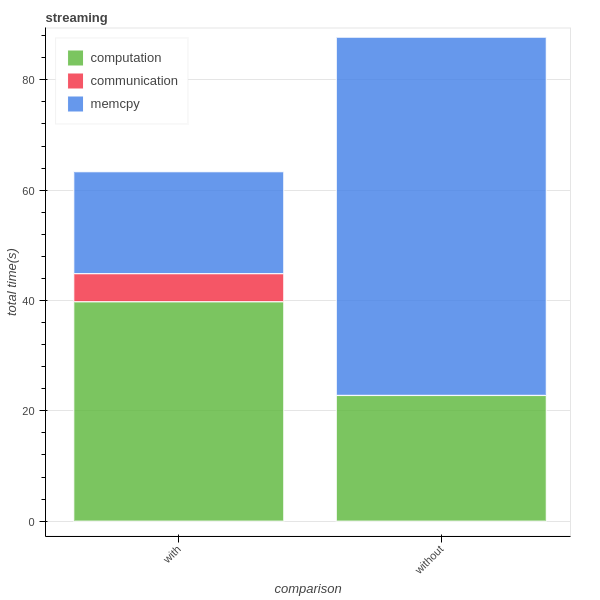 streaming
computation
communication
memcpy
80
60
40
20
0
total time(s)
with
without
comparison